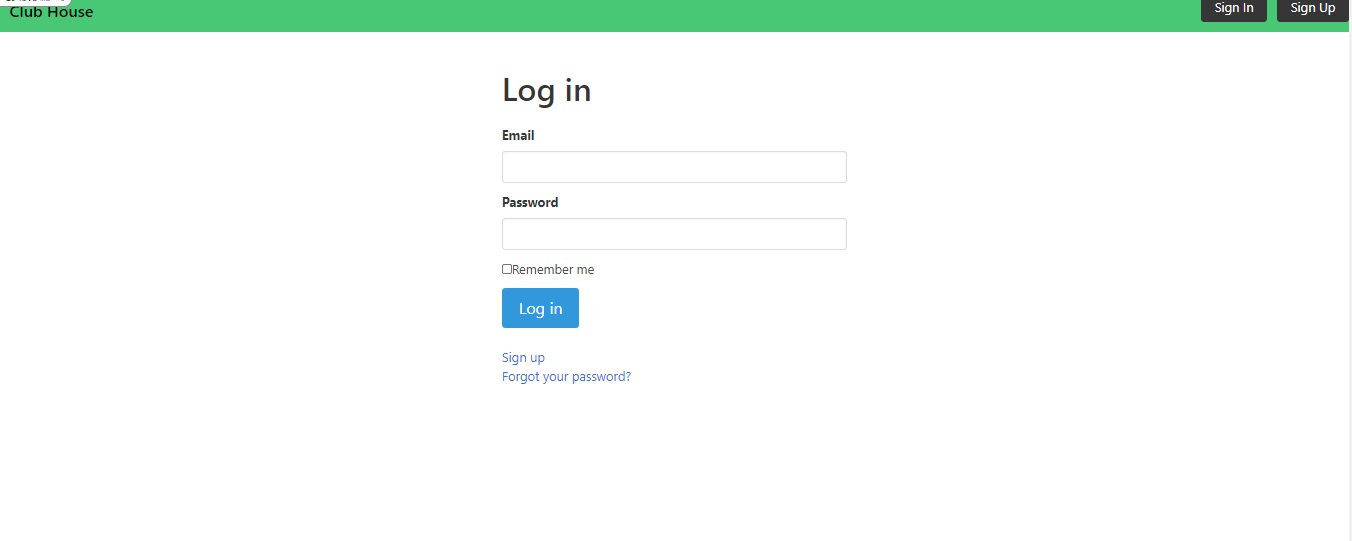 Club House
Sign In
Sign Up
Log in
Email
Password
Remember me
Log in
Sign up
Forgot your password?